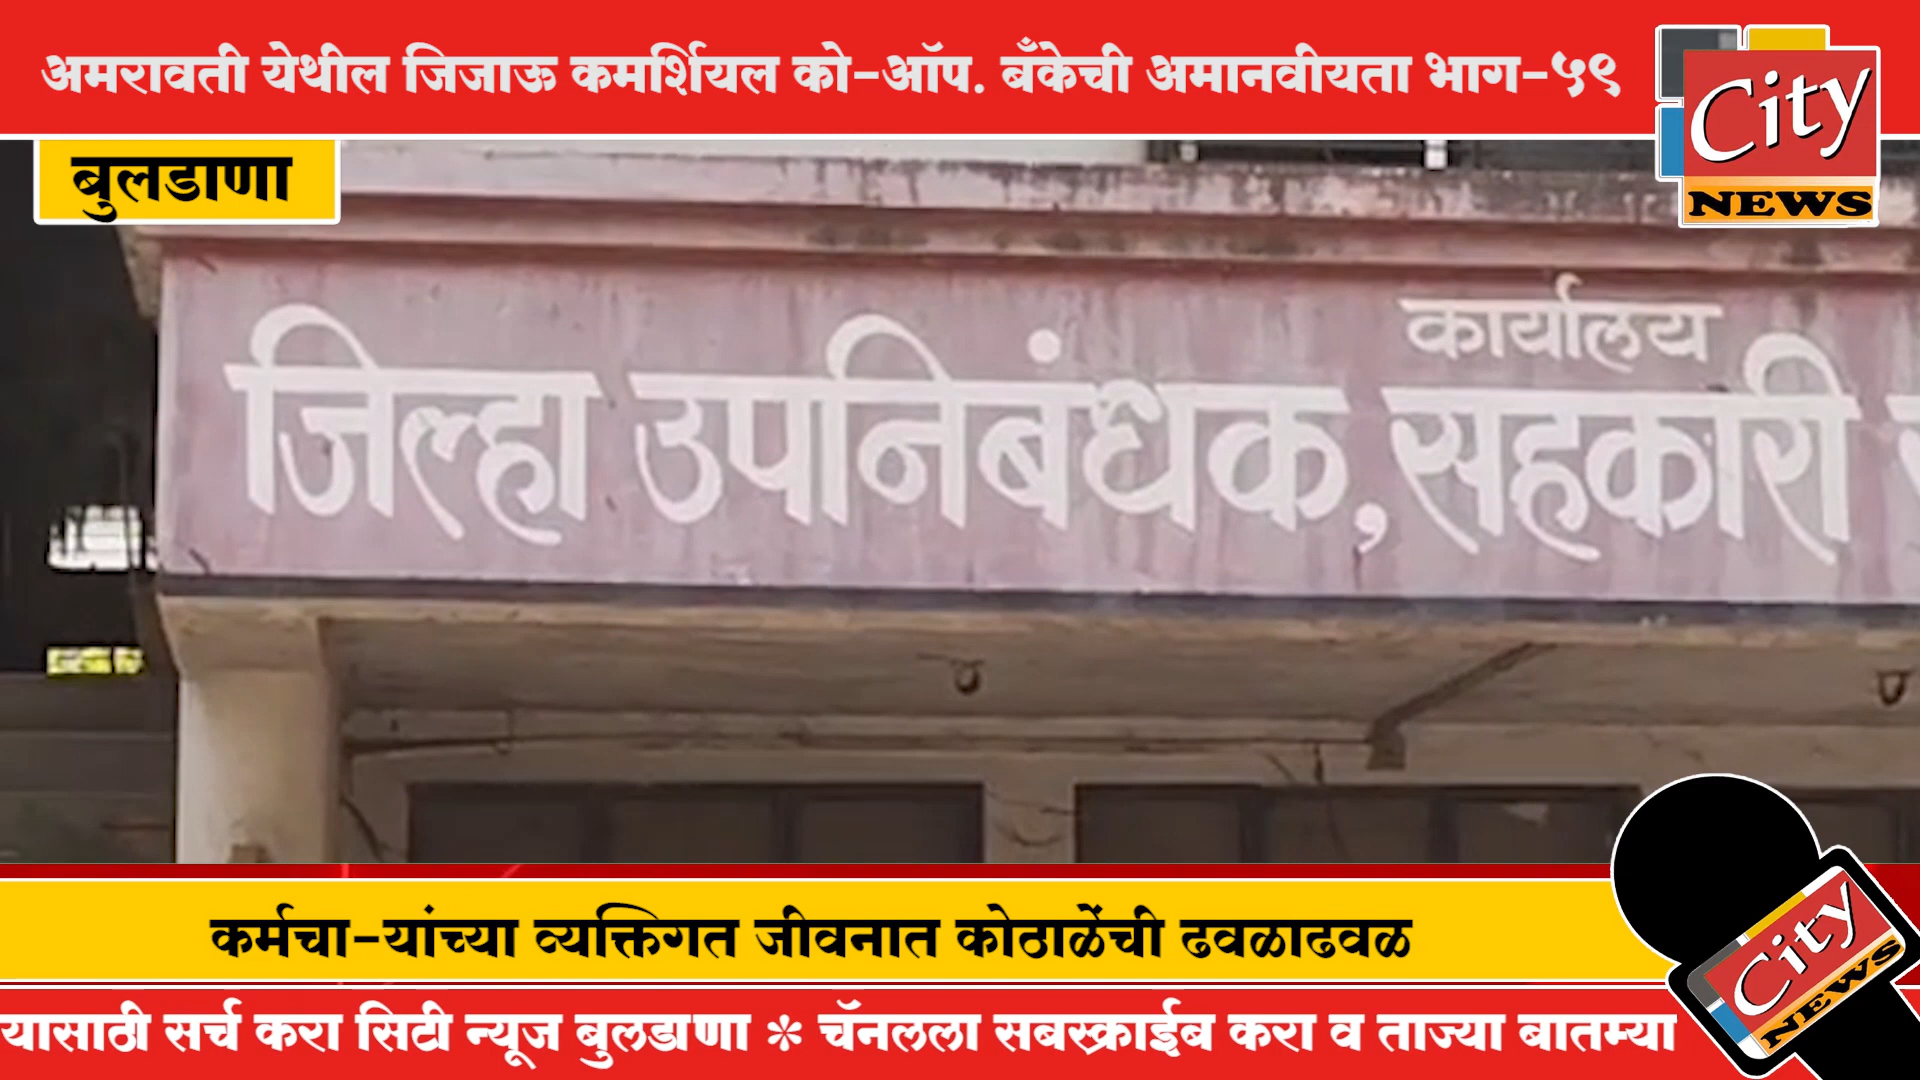 अमरावती येथील जिजाऊ कमर्शियल को-ऑप. बँकेची अमानवीयता भाग-५९
City
NEWS
बुलडाणा
कार्यालय
जिल्हा उपनिबंधक, सहकारी
कर्मचा-यांच्या व्यक्तिगत जीवनात कोठाळेंची ढवळाढवळ
City
NEWS
यासाठी सर्च करा सिटी न्यूज बुलडाणा * चॅनलला सबस्क्राईब करा व ताज्या बातम्या